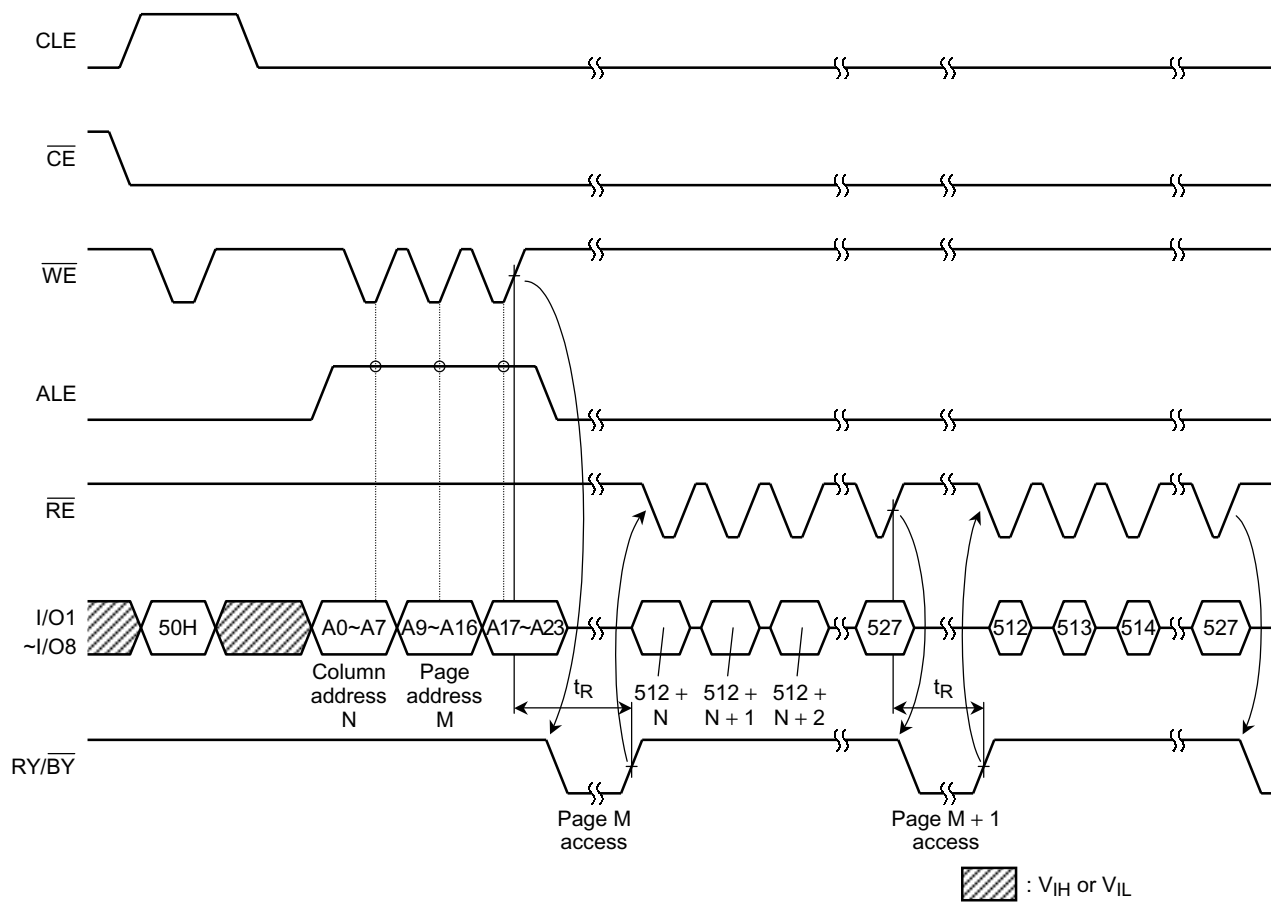 CLE
CE
WE
ALE
RE
I/O1
~I/O8
50H
A0~A7
A9~A16
A17~A23
527
512
513
514
527
Column
address
N
Page
address
M
tR
512 +
N
512 +
N + 1
512 +
N + 2
tR
RY/BY
Page M
access
Page M + 1
access
: VIH or VIL